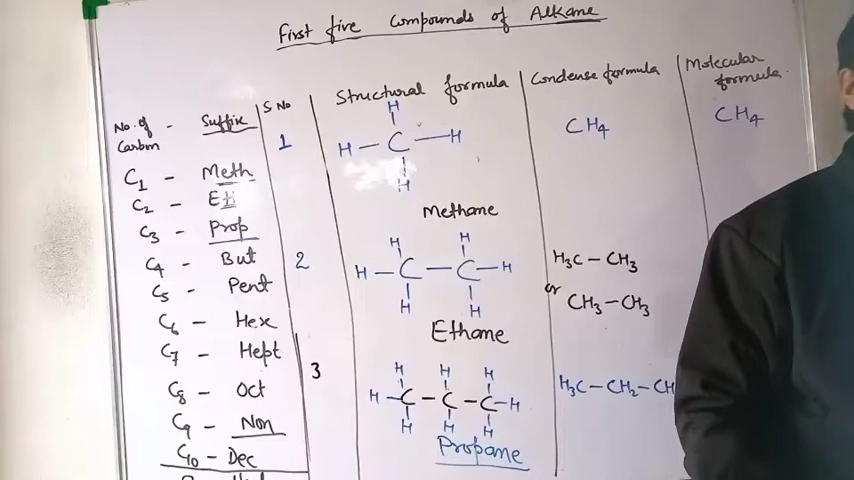 First five Compounds of Alkane
No. of Carbon - Suffix
S No
Structural formula
Condense formula
Molecular formula
C1 - Meth
C2 - Eth
C3 - Prop
C4 - But
C5 - Pent
C6 - Hex
C7 - Hept
C8 - Oct
C9 - Non
C10 - Dec
1
H
H - C - H
H
Methane
CH4
CH4
2
H H
H - C - C - H
H H
Ethane
H3C - CH3
or
CH3 - CH3
3
H H H
H - C - C - C - H
H H H
Propane
H3C - CH2 - CH